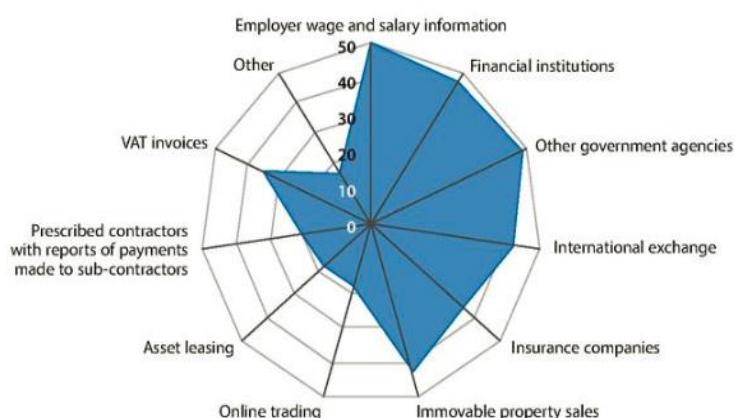 Employer wage and salary information
50
40
30
20
10
0
Financial institutions
Other government agencies
International exchange
Insurance companies
Immovable property sales
Online trading
Asset leasing
Prescribed contractors
with reports of payments
made to sub-contractors
VAT invoices
Other